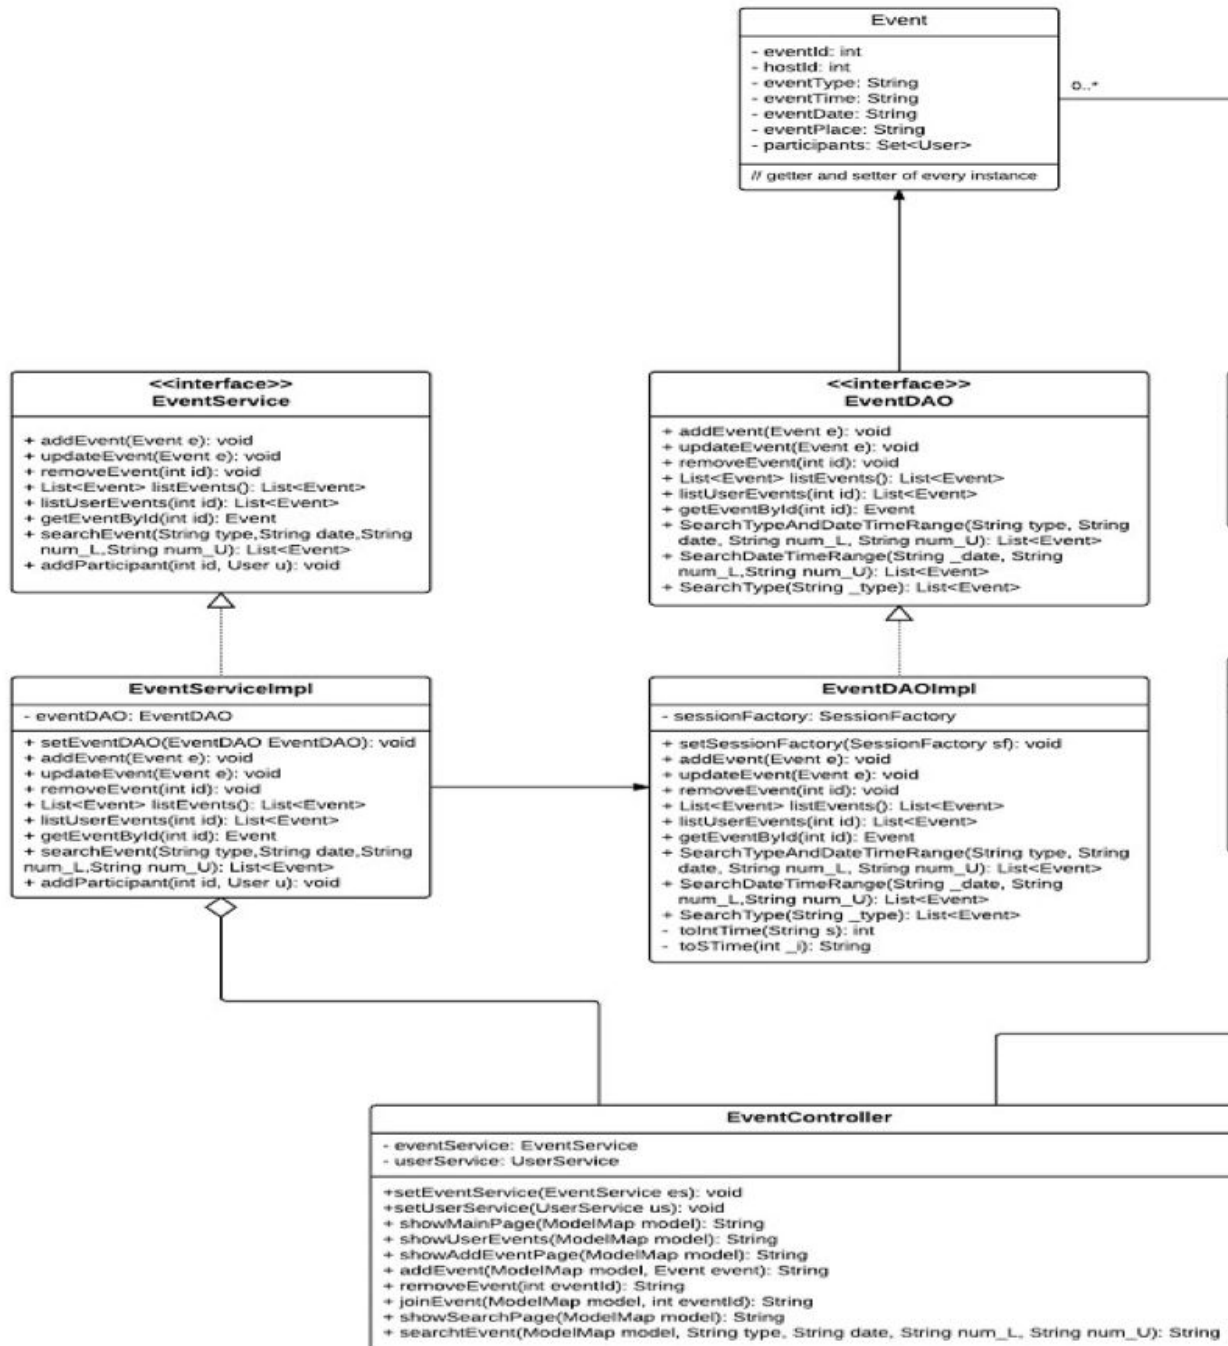 Event
- eventId: int
- hostId: int
- eventType: String
- eventTime: String
- eventDate: String
- eventPlace: String
- participants: Set<User>
// getter and setter of every instance
0..*
<<interface>>
EventService
+ addEvent(Event e): void
+ updateEvent(Event e): void
+ removeEvent(int id): void
+ List<Event> listEvents(): List<Event>
+ listUserEvents(int id): List<Event>
+ getEventById(int id): Event
+ searchEvent(String type,String date,String
num_L,String num_U): List<Event>
+ addParticipant(int id, User u): void
<<interface>>
EventDAO
+ addEvent(Event e): void
+ updateEvent(Event e): void
+ removeEvent(int id): void
+ List<Event> listEvents(): List<Event>
+ listUserEvents(int id): List<Event>
+ getEventById(int id): Event
+ SearchTypeAndDateTimeRange(String type, String
date, String num_L, String num_U): List<Event>
+ SearchDateTimeRange(String _date, String
num_L,String num_U): List<Event>
+ SearchType(String _type): List<Event>
EventServiceImpl
- eventDAO: EventDAO
+ setEventDAO(EventDAO EventDAO): void
+ addEvent(Event e): void
+ updateEvent(Event e): void
+ removeEvent(int id): void
+ List<Event> listEvents(): List<Event>
+ listUserEvents(int id): List<Event>
+ getEventById(int id): Event
+ searchEvent(String type,String date,String
num_L,String num_U): List<Event>
+ addParticipant(int id, User u): void
EventDAOImpl
- sessionFactory: SessionFactory
+ setSessionFactory(SessionFactory sf): void
+ addEvent(Event e): void
+ updateEvent(Event e): void
+ removeEvent(int id): void
+ List<Event> listEvents(): List<Event>
+ listUserEvents(int id): List<Event>
+ getEventById(int id): Event
+ SearchTypeAndDateTimeRange(String type, String
date, String num_L, String num_U): List<Event>
+ SearchDateTimeRange(String _date, String
num_L,String num_U): List<Event>
+ SearchType(String _type): List<Event>
- toIntTime(String s): int
- toSTime(int _i): String
EventController
- eventService: EventService
- userService: UserService
+setEventService(EventService es): void
+setUserService(UserService us): void
+ showMainPage(ModelMap model): String
+ showUserEvents(ModelMap model): String
+ showAddEventPage(ModelMap model): String
+ addEvent(ModelMap model, Event event): String
+ removeEvent(int eventId): String
+ joinEvent(ModelMap model, int eventId): String
+ showSearchPage(ModelMap model): String
+ searchtEvent(ModelMap model, String type, String date, String num_L, String num_U): String